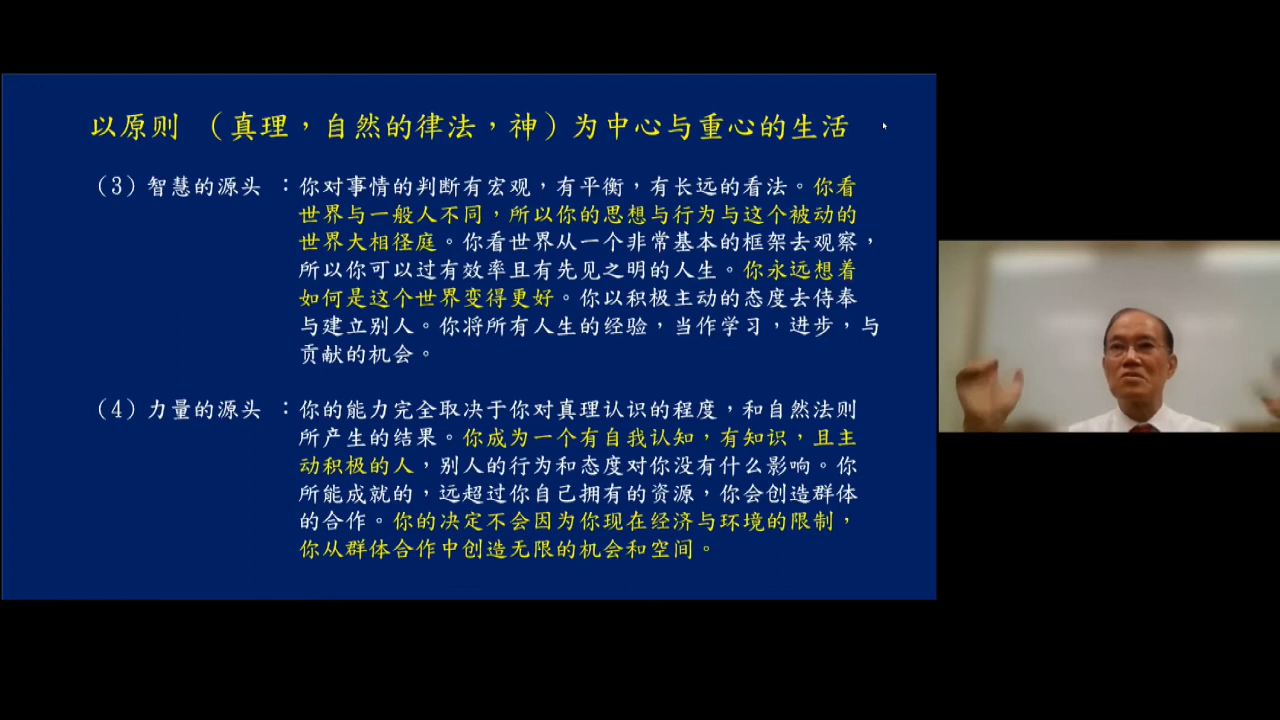 以原则 （真理，自然的律法，神）为中心与重心的生活
（3）智慧的源头 ：你对事情的判断有宏观，有平衡，有长远的看法。你看
世界与一般人不同，所以你的思想与行为与这个被动的
世界大相径庭。你看世界从一个非常基本的框架去观察，
所以你可以过有效率且有先见之明的人生。你永远想着
如何是这个世界变得更好。你以积极主动的态度去侍奉
与建立别人。你将所有人生的经验，当作学习，进步，与
贡献的机会。
（4）力量的源头 ：你的能力完全取决于你对真理认识的程度，和自然法则
所产生的结果。你成为一个有自我认知，有知识，且主
动积极的人，别人的行为和态度对你没有什么影响。你
所能成就的，远超过你自己拥有的资源，你会创造群体
的合作。你的决定不会因为你现在经济与环境的限制，
你从群体合作中创造无限的机会和空间。